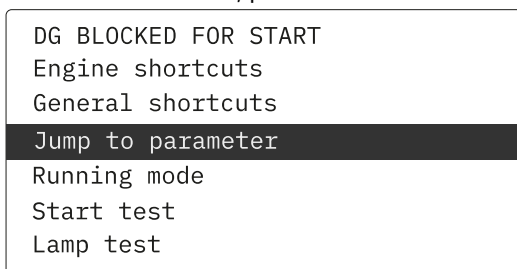 DG BLOCKED FOR START
Engine shortcuts
General shortcuts
Jump to parameter
Running mode
Start test
Lamp test